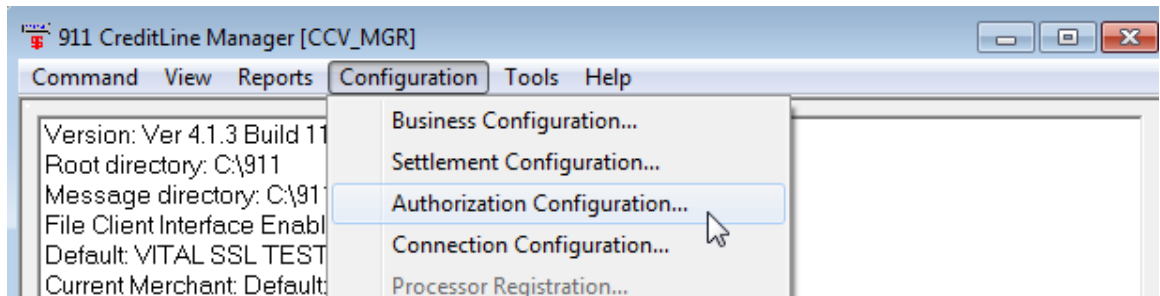 911 CreditLine Manager [CCV_MGR]
Command View Reports Configuration Tools Help
Version: Ver 4.1.3 Build 11
Root directory: C:\911
Message directory: C:\911
File Client Interface Enabl
Default: VITAL SSL TEST
Current Merchant: Default:
Business Configuration...
Settlement Configuration...
Authorization Configuration...
Connection Configuration...
Processor Registration...